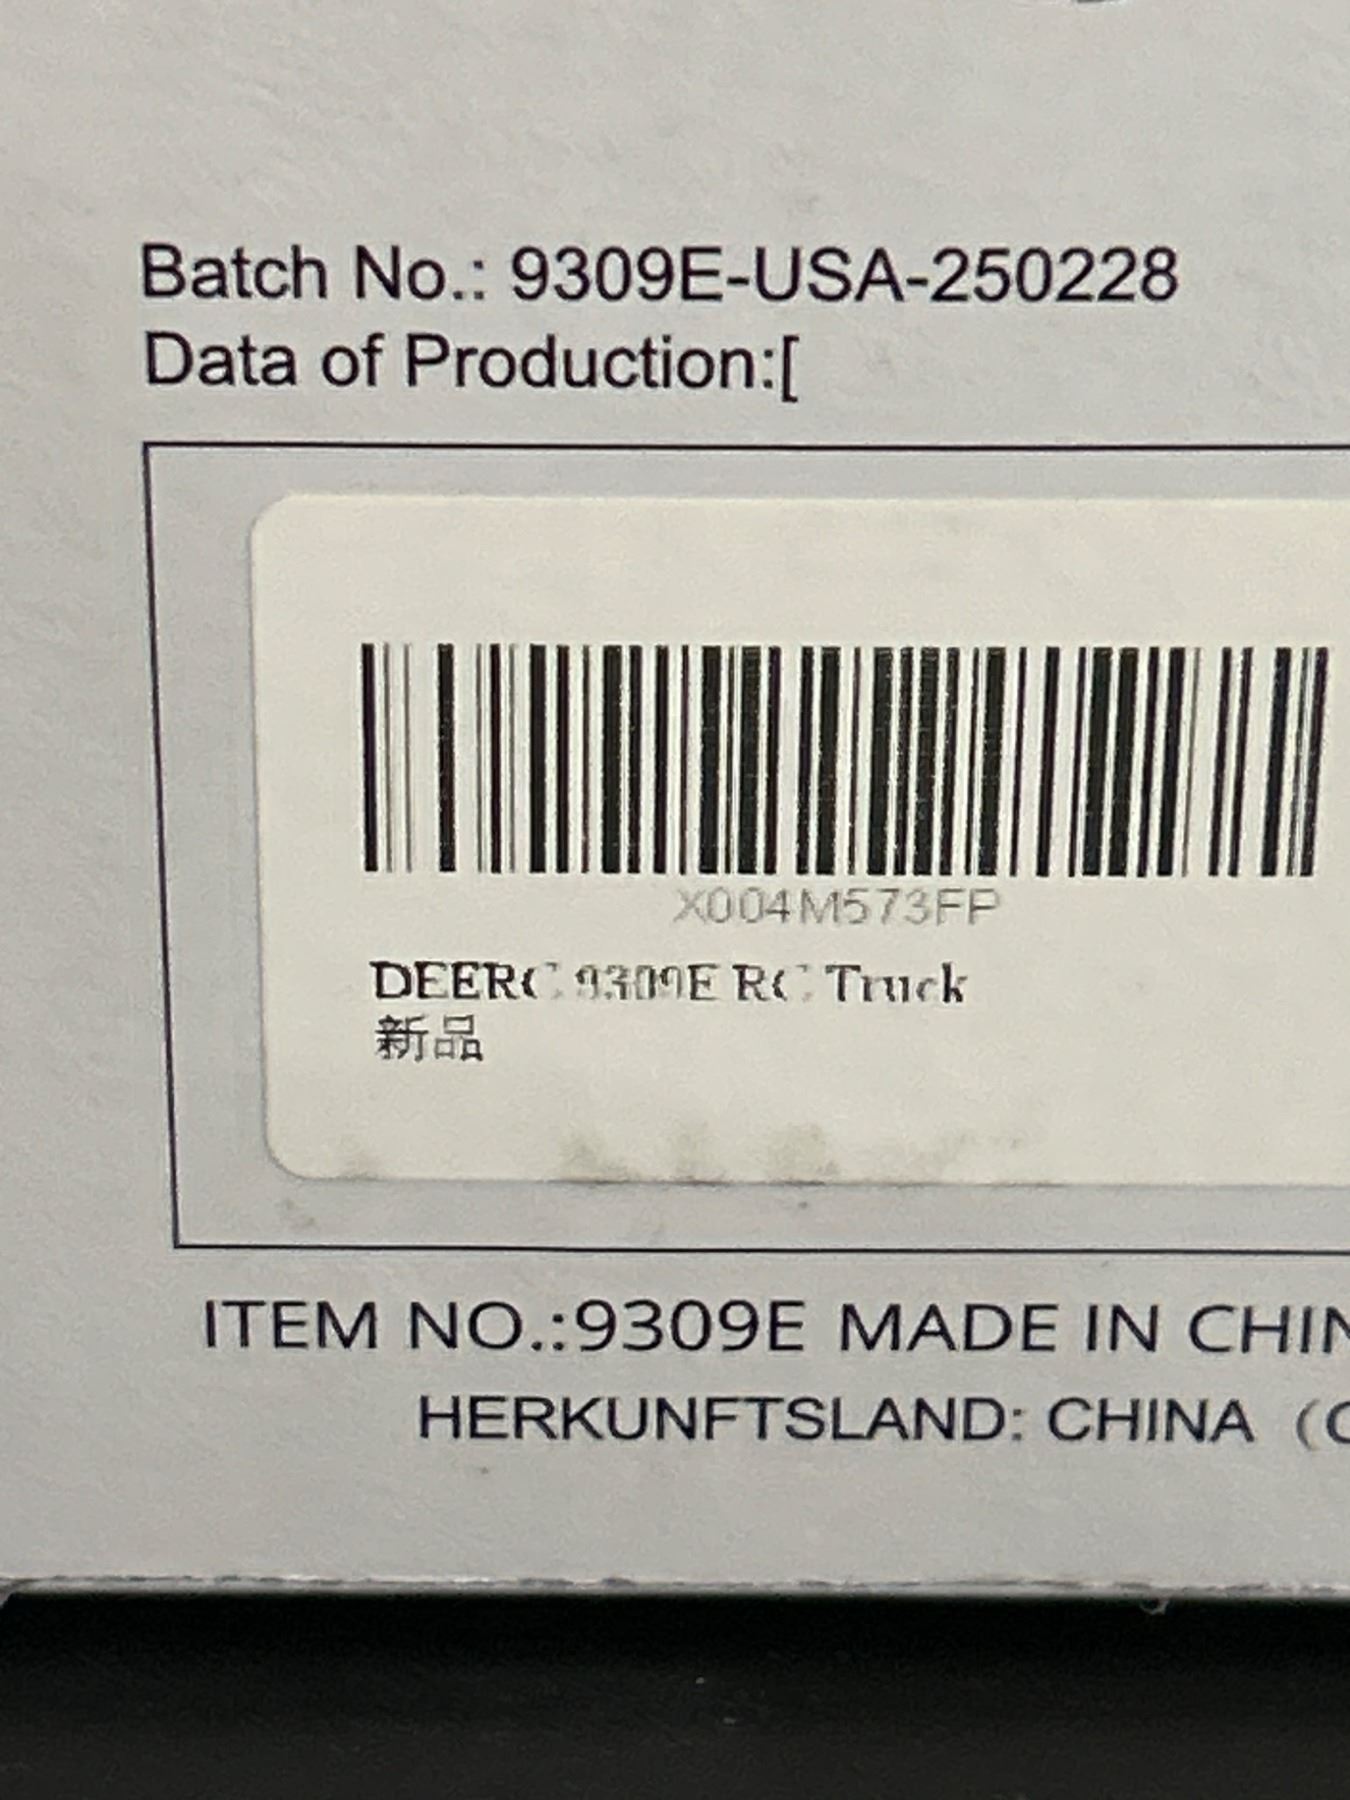 Batch No.: 9309E-USA-250228
Data of Production:[
X004M573FP
DEERC 9309E RC Truck
新品
ITEM NO.:9309E MADE IN CHIN
HERKUNFTSLAND: CHINA (C